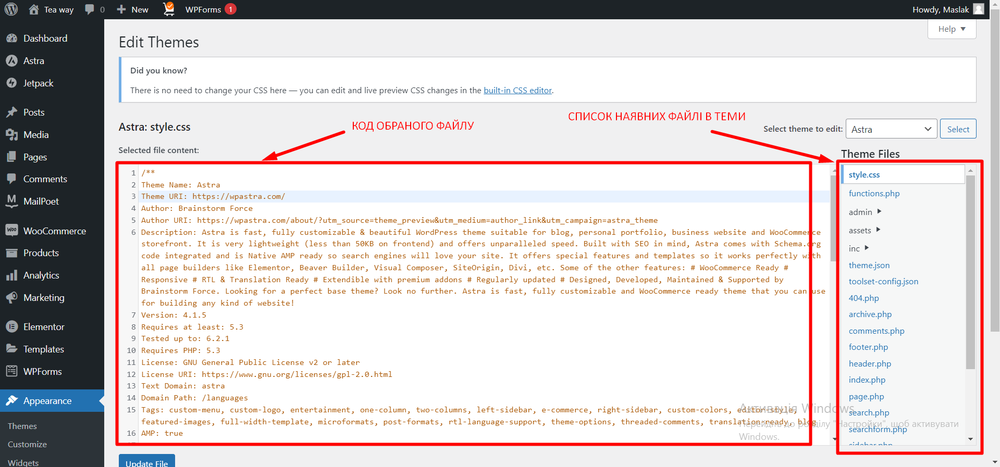 Tea way
0
New
WPForms
1
Howdy, Maslak
Help
Dashboard
Astra
Jetpack
Posts
Media
Pages
Comments
MailPoet
WooCommerce
Products
Analytics
Marketing
Elementor
Templates
WPForms
Appearance
Themes
Customize
Widgets
Edit Themes
Did you know?
There is no need to change your CSS here — you can edit and live preview CSS changes in the built-in CSS editor.
КОД ОБРАНОГО ФАЙЛУ
СПИСОК НАЯВНИХ ФАЙЛІ В ТЕМИ
Astra: style.css
Select theme to edit:
Astra
Select
Selected file content:
Theme Files
1 /**
2 Theme Name: Astra
3 Theme URI: https://wpastra.com/
4 Author: Brainstorm Force
5 Author URI: https://wpastra.com/about/?utm_source=theme_preview&utm_medium=author_link&utm_campaign=astra_theme
6 Description: Astra is fast, fully customizable & beautiful WordPress theme suitable for blog, personal portfolio, business website and WooCommerce
storefront. It is very lightweight (less than 50KB on frontend) and offers unparalleled speed. Built with SEO in mind, Astra comes with Schema.org
code integrated and is Native AMP ready so search engines will love your site. It offers special features and templates so it works perfectly with
all page builders like Elementor, Beaver Builder, Visual Composer, SiteOrigin, Divi, etc. Some of the other features: # WooCommerce Ready #
Responsive # RTL & Translation Ready # Extendible with premium addons # Regularly updated # Designed, Developed, Maintained & Supported by
Brainstorm Force. Looking for a perfect base theme? Look no further. Astra is fast, fully customizable and WooCommerce ready theme that you can use
for building any kind of website!
7 Version: 4.1.5
8 Requires at least: 5.3
9 Tested up to: 6.2.1
10 Requires PHP: 5.3
11 License: GNU General Public License v2 or later
12 License URI: https://www.gnu.org/licenses/gpl-2.0.html
13 Text Domain: astra
14 Domain Path: /languages
15 Tags: custom-menu, custom-logo, entertainment, one-column, two-columns, left-sidebar, e-commerce, right-sidebar, custom-colors, editor-style,
featured-images, full-width-template, microformats, post-formats, rtl-language-support, theme-options, threaded-comments, translation-ready, blog
16 AMP: true
style.css
functions.php
admin
assets
inc
theme.json
toolset-config.json
404.php
archive.php
comments.php
footer.php
header.php
index.php
page.php
search.php
searchform.php
sidebar.php
Активація Windows
Перейдіть до розділу "Настройки", щоб активувати
Windows.
Update File